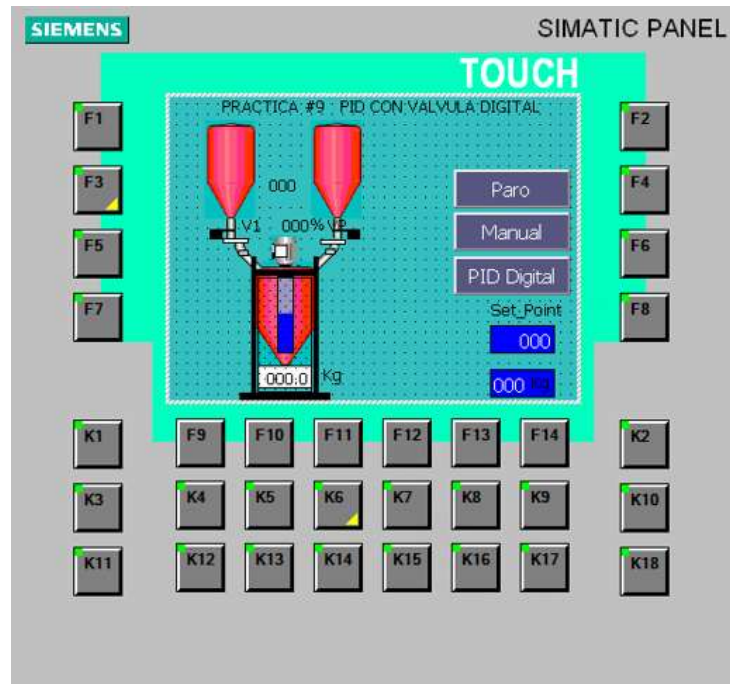 SIEMENS
SIMATIC PANEL
TOUCH
PRACTICA #9 PID CON VALVULA DIGITAL
F1
F2
F3
000
Paro
F4
V1 000% VP
Manual
F5
F6
PID Digital
F7
Set_Point
F8
000
000.0 Kg
000 Kg
K1
F9 F10 F11 F12 F13 F14
K2
K3
K4 K5 K6 K7 K8 K9
K10
K11
K12 K13 K14 K15 K16 K17
K18